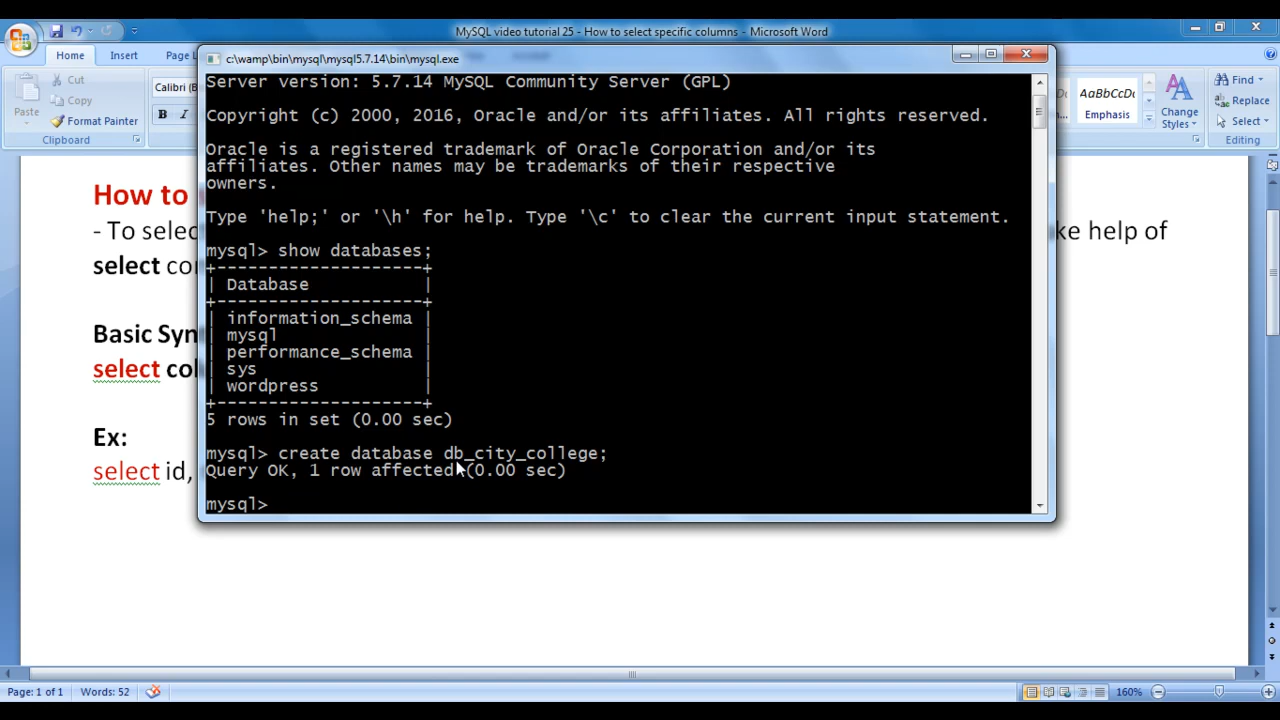 MySQL video tutorial 25 - How to select specific columns - Microsoft Word
Home Insert Page L
Cut
Copy
Paste
Format Painter
Clipboard
Calibri (B
B I
AaBbCcDc
Emphasis
Change
Styles
Find
Replace
Select
Editing
c:\wamp\bin\mysql\mysql5.7.14\bin\mysql.exe
Server version: 5.7.14 MySQL Community Server (GPL)
Copyright (c) 2000, 2016, Oracle and/or its affiliates. All rights reserved.
Oracle is a registered trademark of Oracle Corporation and/or its
affiliates. Other names may be trademarks of their respective
owners.
Type 'help;' or '\h' for help. Type '\c' to clear the current input statement.
mysql> show databases;
+--------------------+
| Database           |
+--------------------+
| information_schema |
| mysql              |
| performance_schema |
| sys                |
| wordpress          |
+--------------------+
5 rows in set (0.00 sec)
mysql> create database db_city_college;
Query OK, 1 row affected (0.00 sec)
mysql>
How to
- To selec
ke help of
select co
Basic Syn
select col
Ex:
select id,
Page: 1 of 1 Words: 52 160%